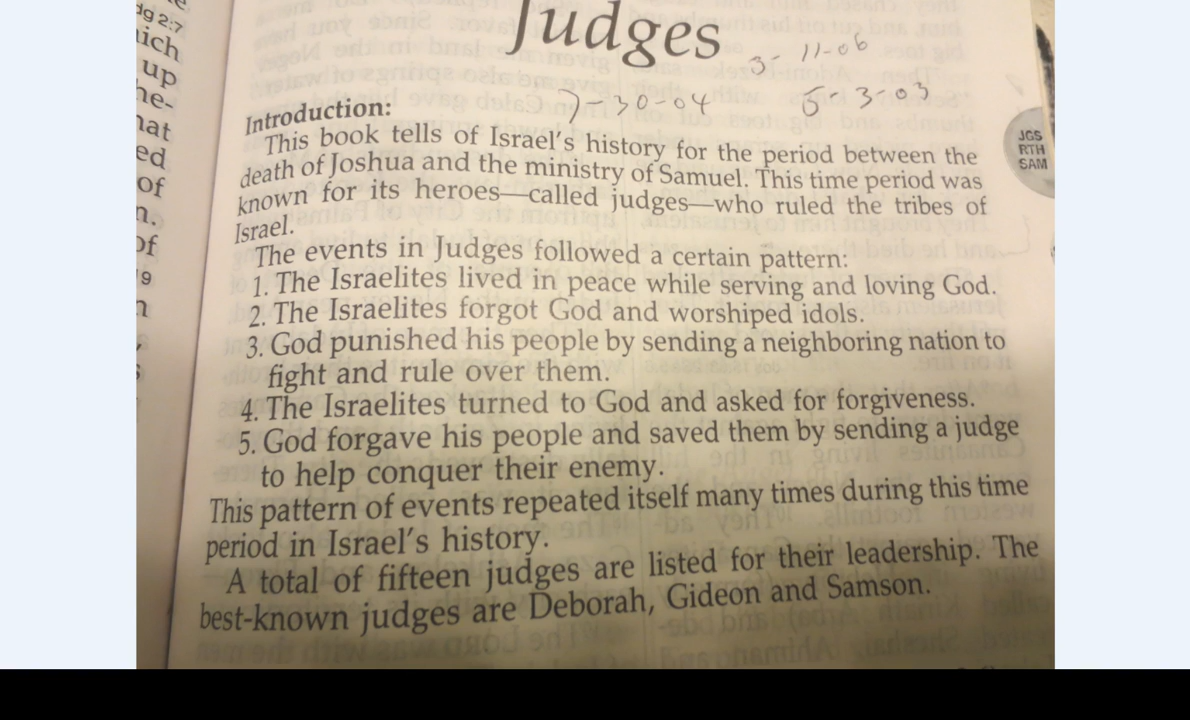 Judges
3-11-06
7-30-04 5-3-03
Introduction:
This book tells of Israel's history for the period between the
death of Joshua and the ministry of Samuel. This time period was
known for its heroes—called judges—who ruled the tribes of
Israel.
The events in Judges followed a certain pattern:
1. The Israelites lived in peace while serving and loving God.
2. The Israelites forgot God and worshiped idols.
3. God punished his people by sending a neighboring nation to
fight and rule over them.
4. The Israelites turned to God and asked for forgiveness.
5. God forgave his people and saved them by sending a judge
to help conquer their enemy.
This pattern of events repeated itself many times during this time
period in Israel's history.
A total of fifteen judges are listed for their leadership. The
best-known judges are Deborah, Gideon and Samson.
JGS
RTH
SAM
up
of